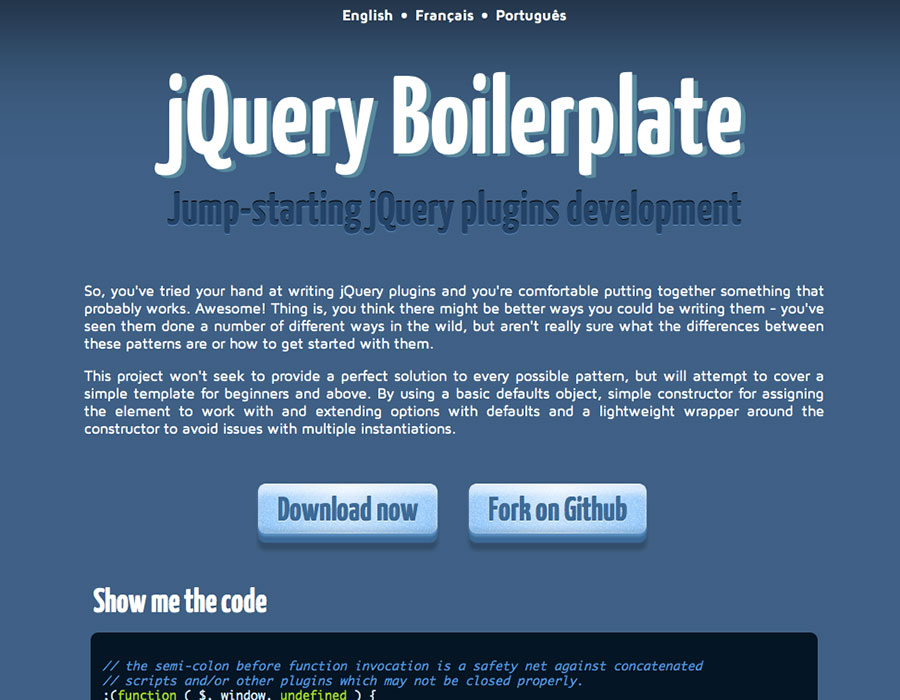 English • Français • Português
jQuery Boilerplate
Jump-starting jQuery plugins development
So, you've tried your hand at writing jQuery plugins and you're comfortable putting together something that
probably works. Awesome! Thing is, you think there might be better ways you could be writing them - you've
seen them done a number of different ways in the wild, but aren't really sure what the differences between
these patterns are or how to get started with them.
This project won't seek to provide a perfect solution to every possible pattern, but will attempt to cover a
simple template for beginners and above. By using a basic defaults object, simple constructor for assigning
the element to work with and extending options with defaults and a lightweight wrapper around the
constructor to avoid issues with multiple instantiations.
Download now Fork on Github
Show me the code
// the semi-colon before function invocation is a safety net against concatenated
// scripts and/or other plugins which may not be closed properly.
;(function ( $, window, undefined ) {